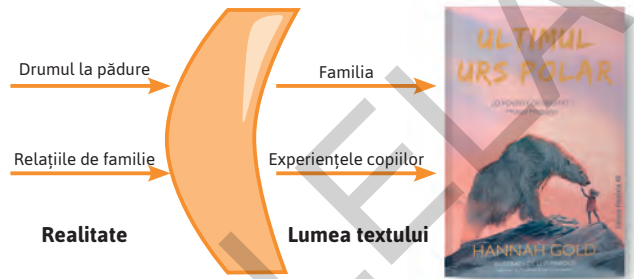 Drumul la pădure
Familia
Relațiile de familie
Experiențele copiilor
Realitate
Lumea textului
ULTIMUL
URS POLAR
HANNAH GOLD